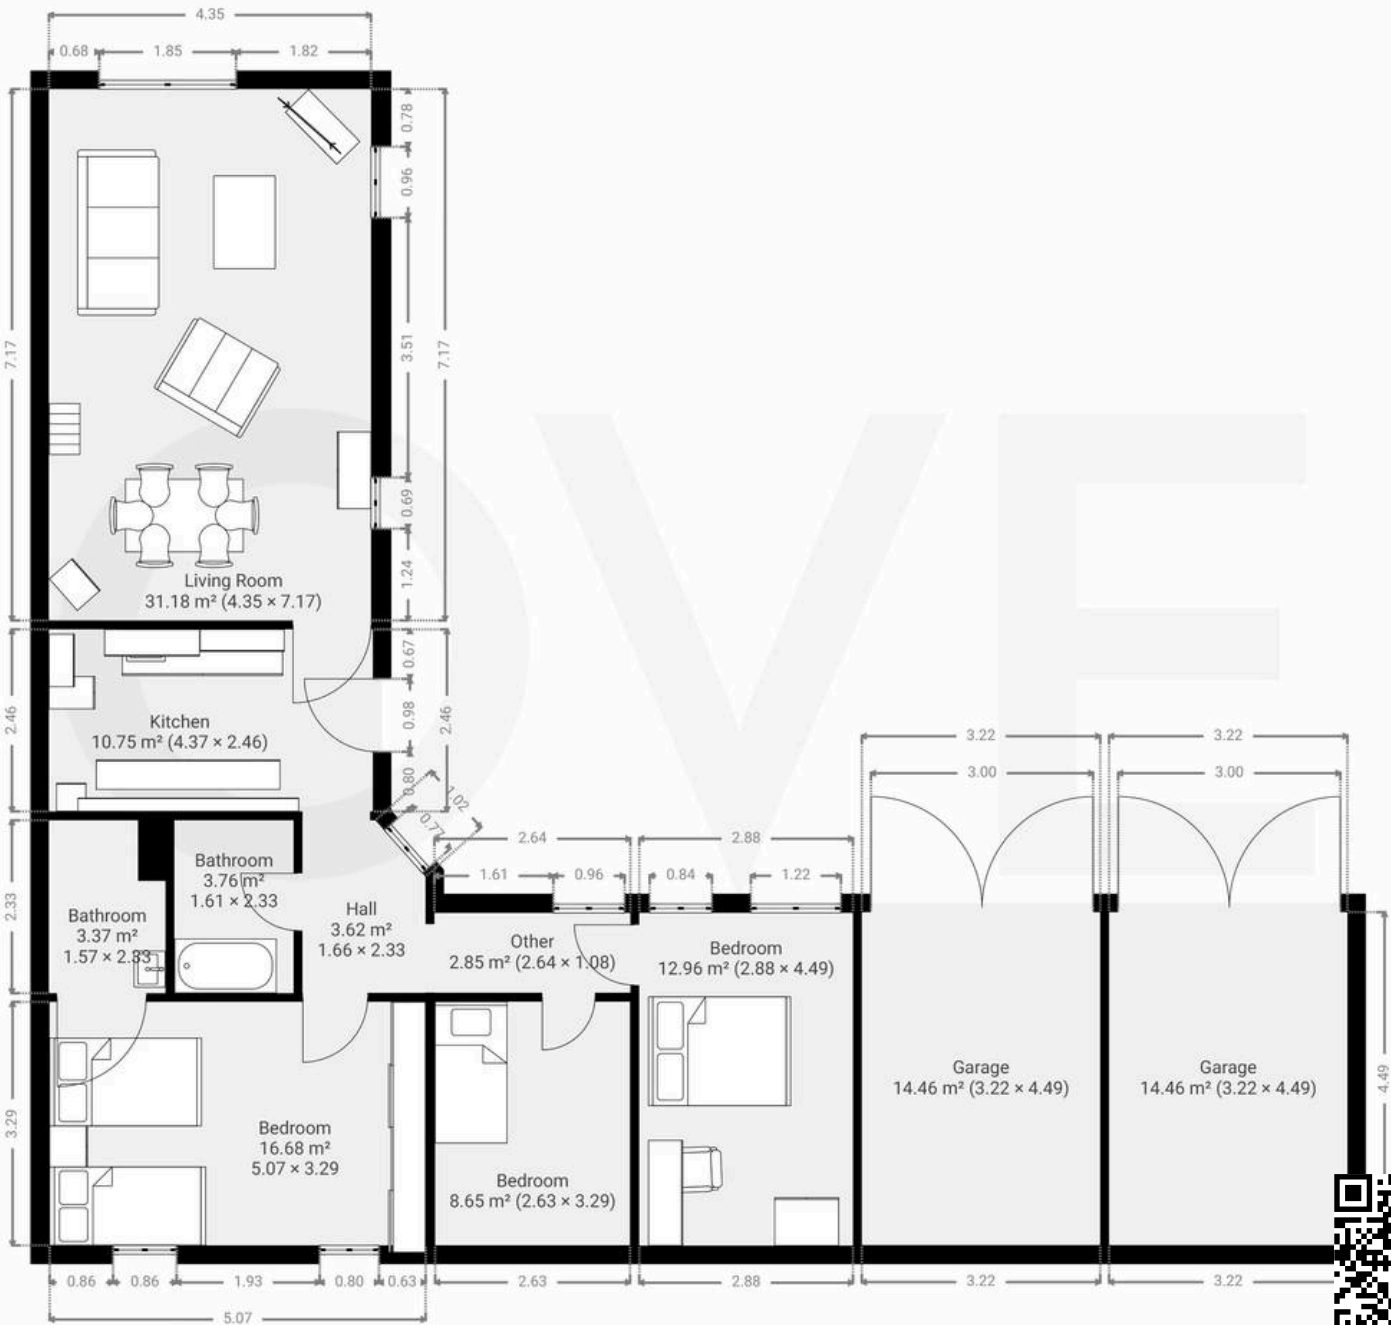 4.35
0.68 1.85 1.82
0.78
0.96
7.17 3.51 7.17
0.69
1.24
Living Room
31.18 m² (4.35 × 7.17)
0.67
2.46 0.98 2.46
0.80
Kitchen
10.75 m² (4.37 × 2.46)
1.02
0.77
3.22 3.22
3.00 3.00
2.64 2.88
1.61 0.96 0.84 1.22
2.33
Bathroom
3.76 m²
1.61 × 2.33
Bathroom
3.37 m²
1.57 × 2.33
Hall
3.62 m²
1.66 × 2.33
Other
2.85 m² (2.64 × 1.08)
Bedroom
12.96 m² (2.88 × 4.49)
Garage
14.46 m² (3.22 × 4.49)
Garage
14.46 m² (3.22 × 4.49)
4.49
3.29
Bedroom
16.68 m²
5.07 × 3.29
Bedroom
8.65 m² (2.63 × 3.29)
0.86 0.86 1.93 0.80 0.63 2.63 2.88 3.22 3.22
5.07
OVE